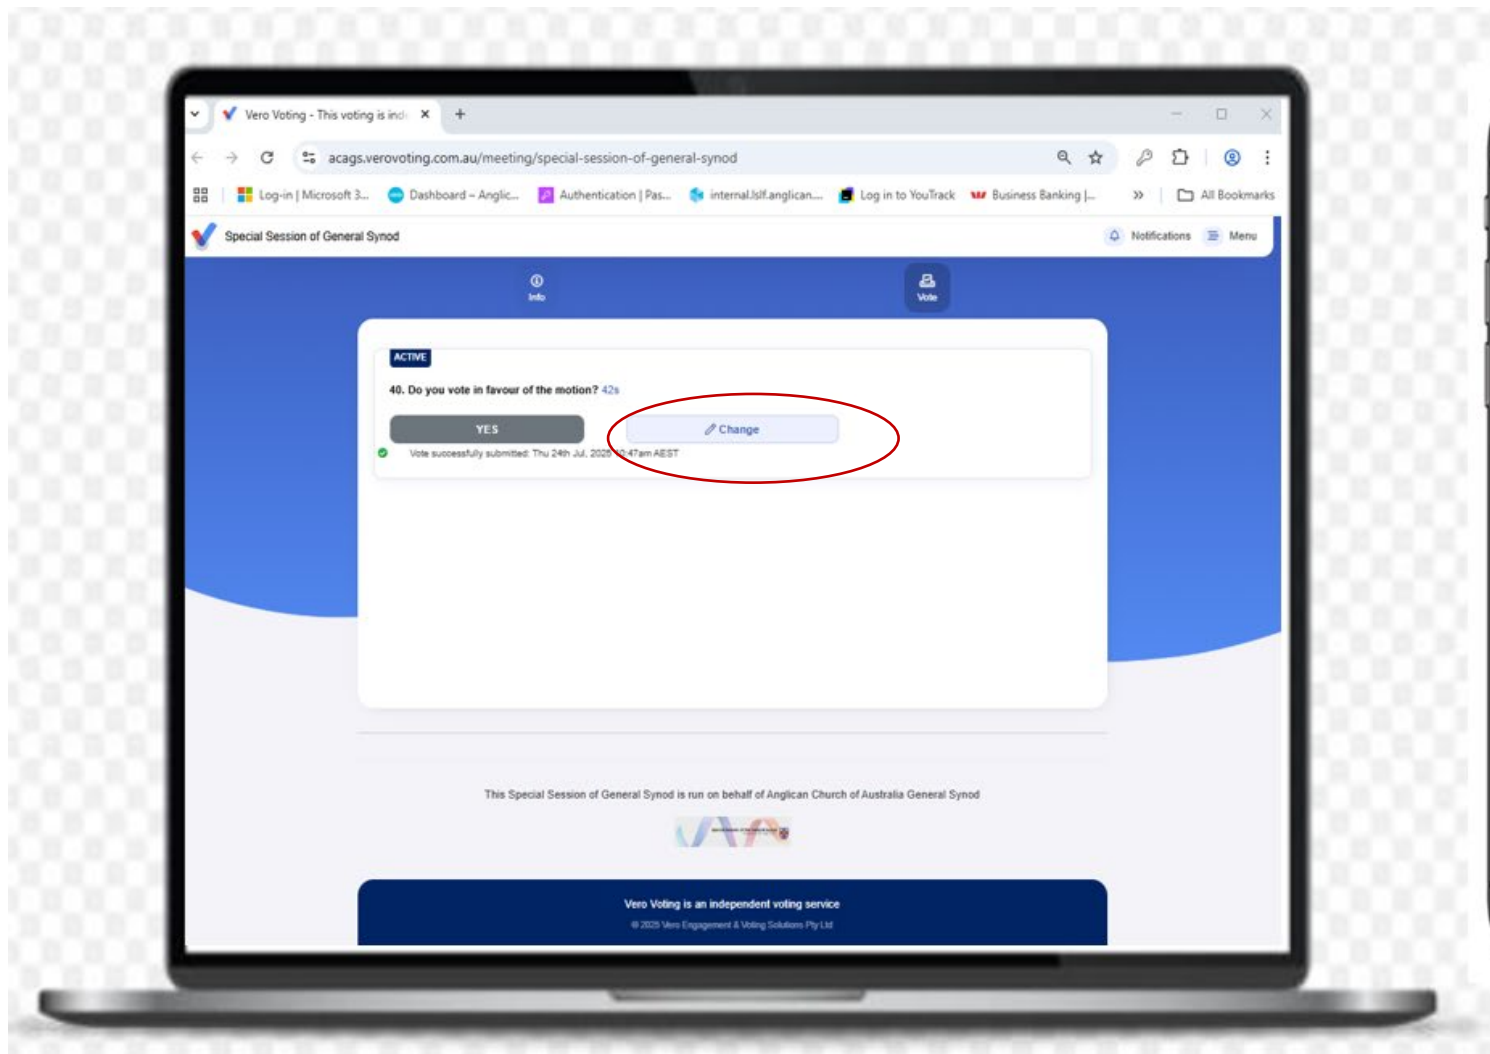 Vero Voting - This voting is ind
acags.verovoting.com.au/meeting/special-session-of-general-synod
Log-in | Microsoft 3... Dashboard – Anglic... Authentication | Pas... internal.lslf.anglican.... Log in to YouTrack Business Banking |... » All Bookmarks
Special Session of General Synod Notifications Menu
Info Vote
ACTIVE
40. Do you vote in favour of the motion? 42s
YES Change
Vote successfully submitted: Thu 24th Jul, 2025 AEST
This Special Session of General Synod is run on behalf of Anglican Church of Australia General Synod
Vero Voting is an independent voting service
© 2025 Vero Engagement & Voting Solutions Pty Ltd